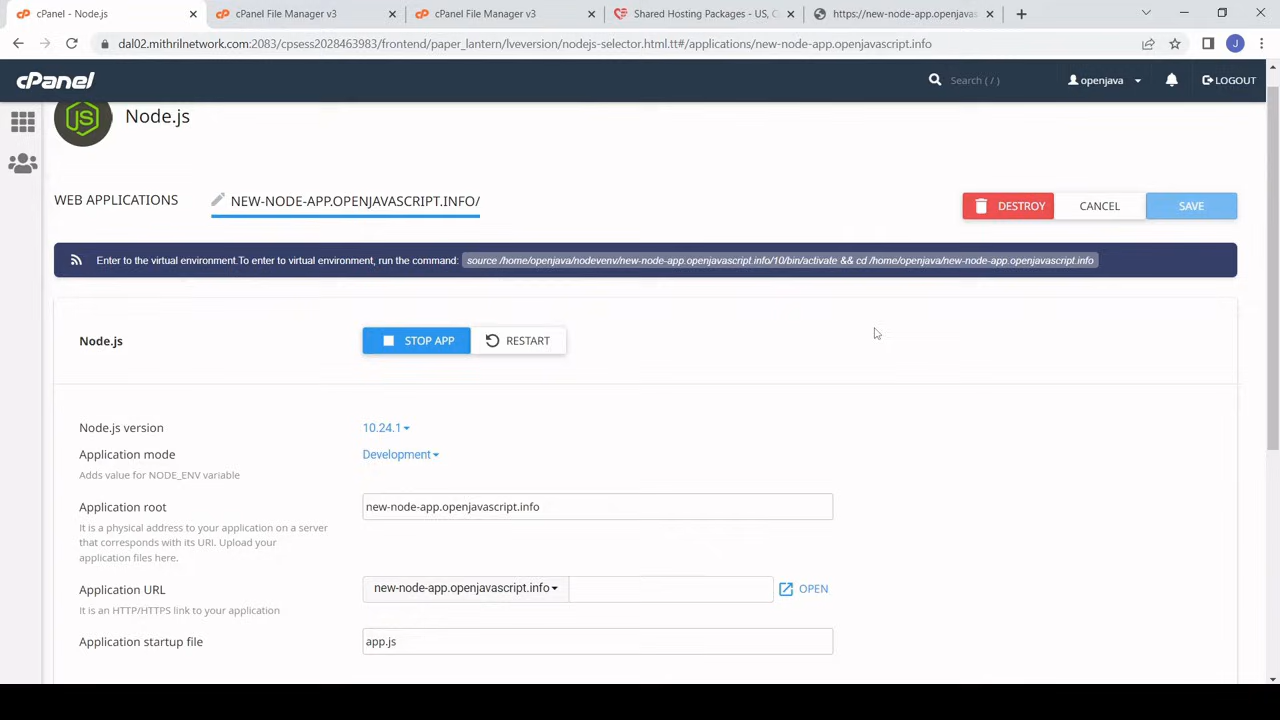 cPanel - Node.js
cPanel File Manager v3
cPanel File Manager v3
Shared Hosting Packages - US, C
https://new-node-app.openjavas
dal02.mithrilnetwork.com:2083/cpsess2028463983/frontend/paper_lantern/lveversion/nodejs-selector.html.tt#/applications/new-node-app.openjavascript.info
J
cPanel
Search ( / )
openjava
LOGOUT
JS
Node.js
WEB APPLICATIONS
NEW-NODE-APP.OPENJAVASCRIPT.INFO/
DESTROY
CANCEL
SAVE
Enter to the virtual environment.To enter to virtual environment, run the command: source /home/openjava/nodevenv/new-node-app.openjavascript.info/10/bin/activate && cd /home/openjava/new-node-app.openjavascript.info
Node.js
STOP APP
RESTART
Node.js version
10.24.1
Application mode
Development
Adds value for NODE_ENV variable
Application root
new-node-app.openjavascript.info
It is a physical address to your application on a server
that corresponds with its URI. Upload your
application files here.
Application URL
new-node-app.openjavascript.info
OPEN
It is an HTTP/HTTPS link to your application
Application startup file
app.js